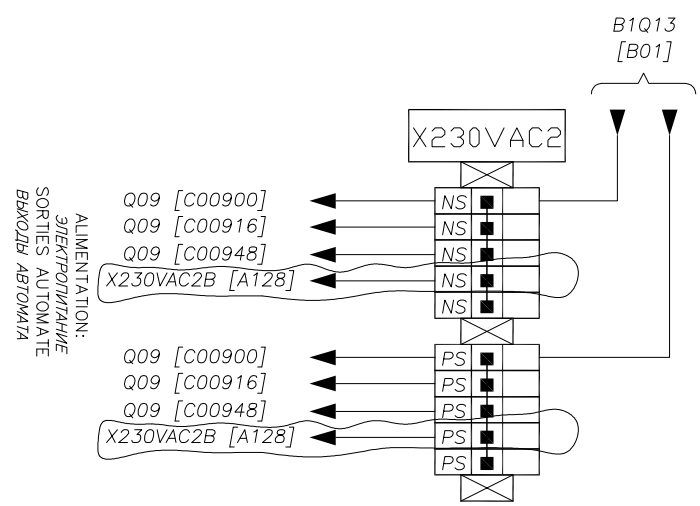 B1Q13
[B01]
X230VAC2
Q09 [C00900]
NS
Q09 [C00916]
NS
Q09 [C00948]
NS
X230VAC2B [A128]
NS
NS
Q09 [C00900]
PS
Q09 [C00916]
PS
Q09 [C00948]
PS
X230VAC2B [A128]
PS
PS
ALIMENTATION:
ЭЛЕКТРОПИТАНИЕ
SORTIES AUTOMATE
ВЫХОДЫ АВТОМАТА